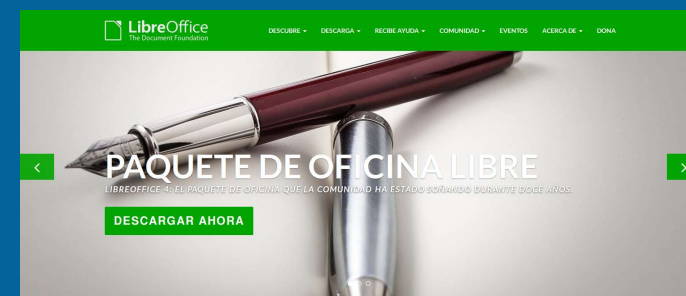 LibreOffice
The Document Foundation
DESCUBRE DESCARGA RECIBE AYUDA COMUNIDAD EVENTOS ACERCA DE DONA
PAQUETE DE OFICINA LIBRE
LIBREOFFICE 4: EL PAQUETE DE OFICINA QUE LA COMUNIDAD HA ESTADO SOÑANDO DURANTE DOCE AÑOS.
DESCARGAR AHORA